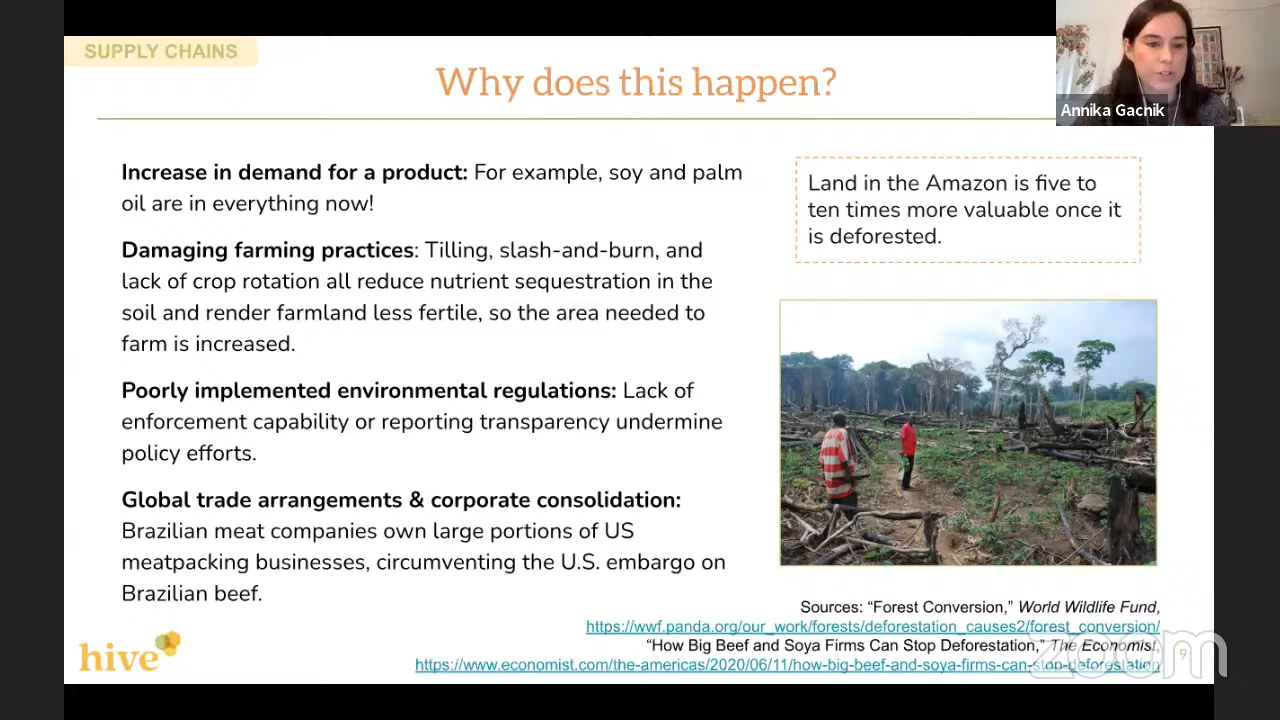 SUPPLY CHAINS
Why does this happen?
Annika Gacnik
Increase in demand for a product: For example, soy and palm
oil are in everything now!
Damaging farming practices: Tilling, slash-and-burn, and
lack of crop rotation all reduce nutrient sequestration in the
soil and render farmland less fertile, so the area needed to
farm is increased.
Poorly implemented environmental regulations: Lack of
enforcement capability or reporting transparency undermine
policy efforts.
Global trade arrangements & corporate consolidation:
Brazilian meat companies own large portions of US
meatpacking businesses, circumventing the U.S. embargo on
Brazilian beef.
Land in the Amazon is five to
ten times more valuable once it
is deforested.
Sources: “Forest Conversion,” World Wildlife Fund,
https://wwf.panda.org/our_work/forests/deforestation_causes2/forest_conversion/
“How Big Beef and Soya Firms Can Stop Deforestation,” The Economist,
https://www.economist.com/the-americas/2020/06/11/how-big-beef-and-soya-firms-can-stop-deforestation
hive
zoom
9